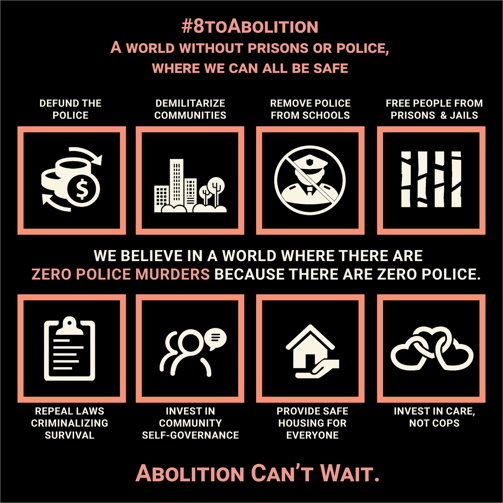 #8toAbolition
A world without prisons or police,
where we can all be safe
DEFUND THE
POLICE
DEMILITARIZE
COMMUNITIES
REMOVE POLICE
FROM SCHOOLS
FREE PEOPLE FROM
PRISONS & JAILS
$
WE BELIEVE IN A WORLD WHERE THERE ARE
ZERO POLICE MURDERS BECAUSE THERE ARE ZERO POLICE.
REPEAL LAWS
CRIMINALIZING
SURVIVAL
INVEST IN
COMMUNITY
SELF-GOVERNANCE
PROVIDE SAFE
HOUSING FOR
EVERYONE
INVEST IN CARE,
NOT COPS
Abolition Can't Wait.